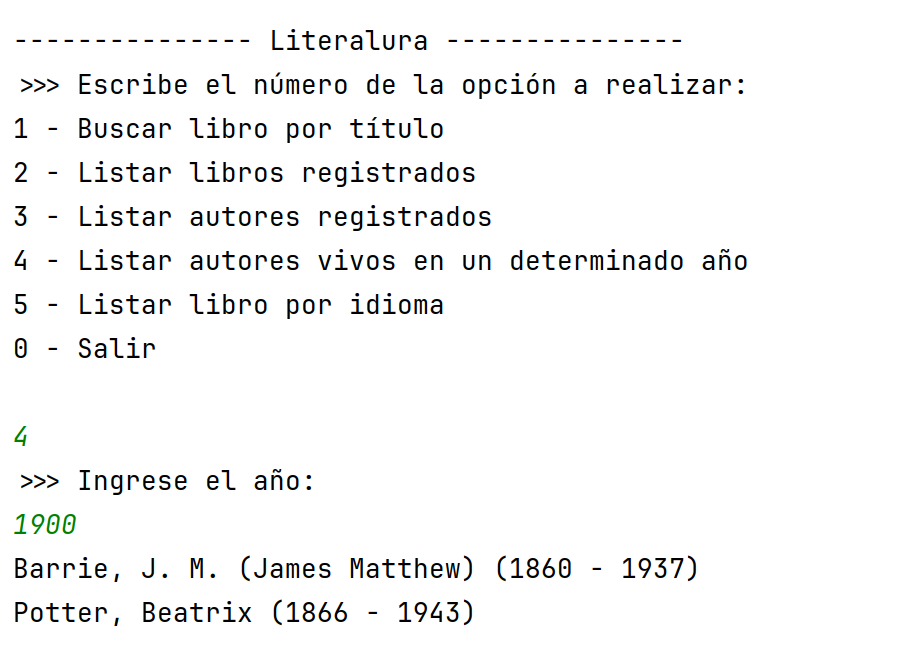 --------------- Literalura ---------------
>>> Escribe el número de la opción a realizar:
1 - Buscar libro por título
2 - Listar libros registrados
3 - Listar autores registrados
4 - Listar autores vivos en un determinado año
5 - Listar libro por idioma
0 - Salir
4
>>> Ingrese el año:
1900
Barrie, J. M. (James Matthew) (1860 - 1937)
Potter, Beatrix (1866 - 1943)